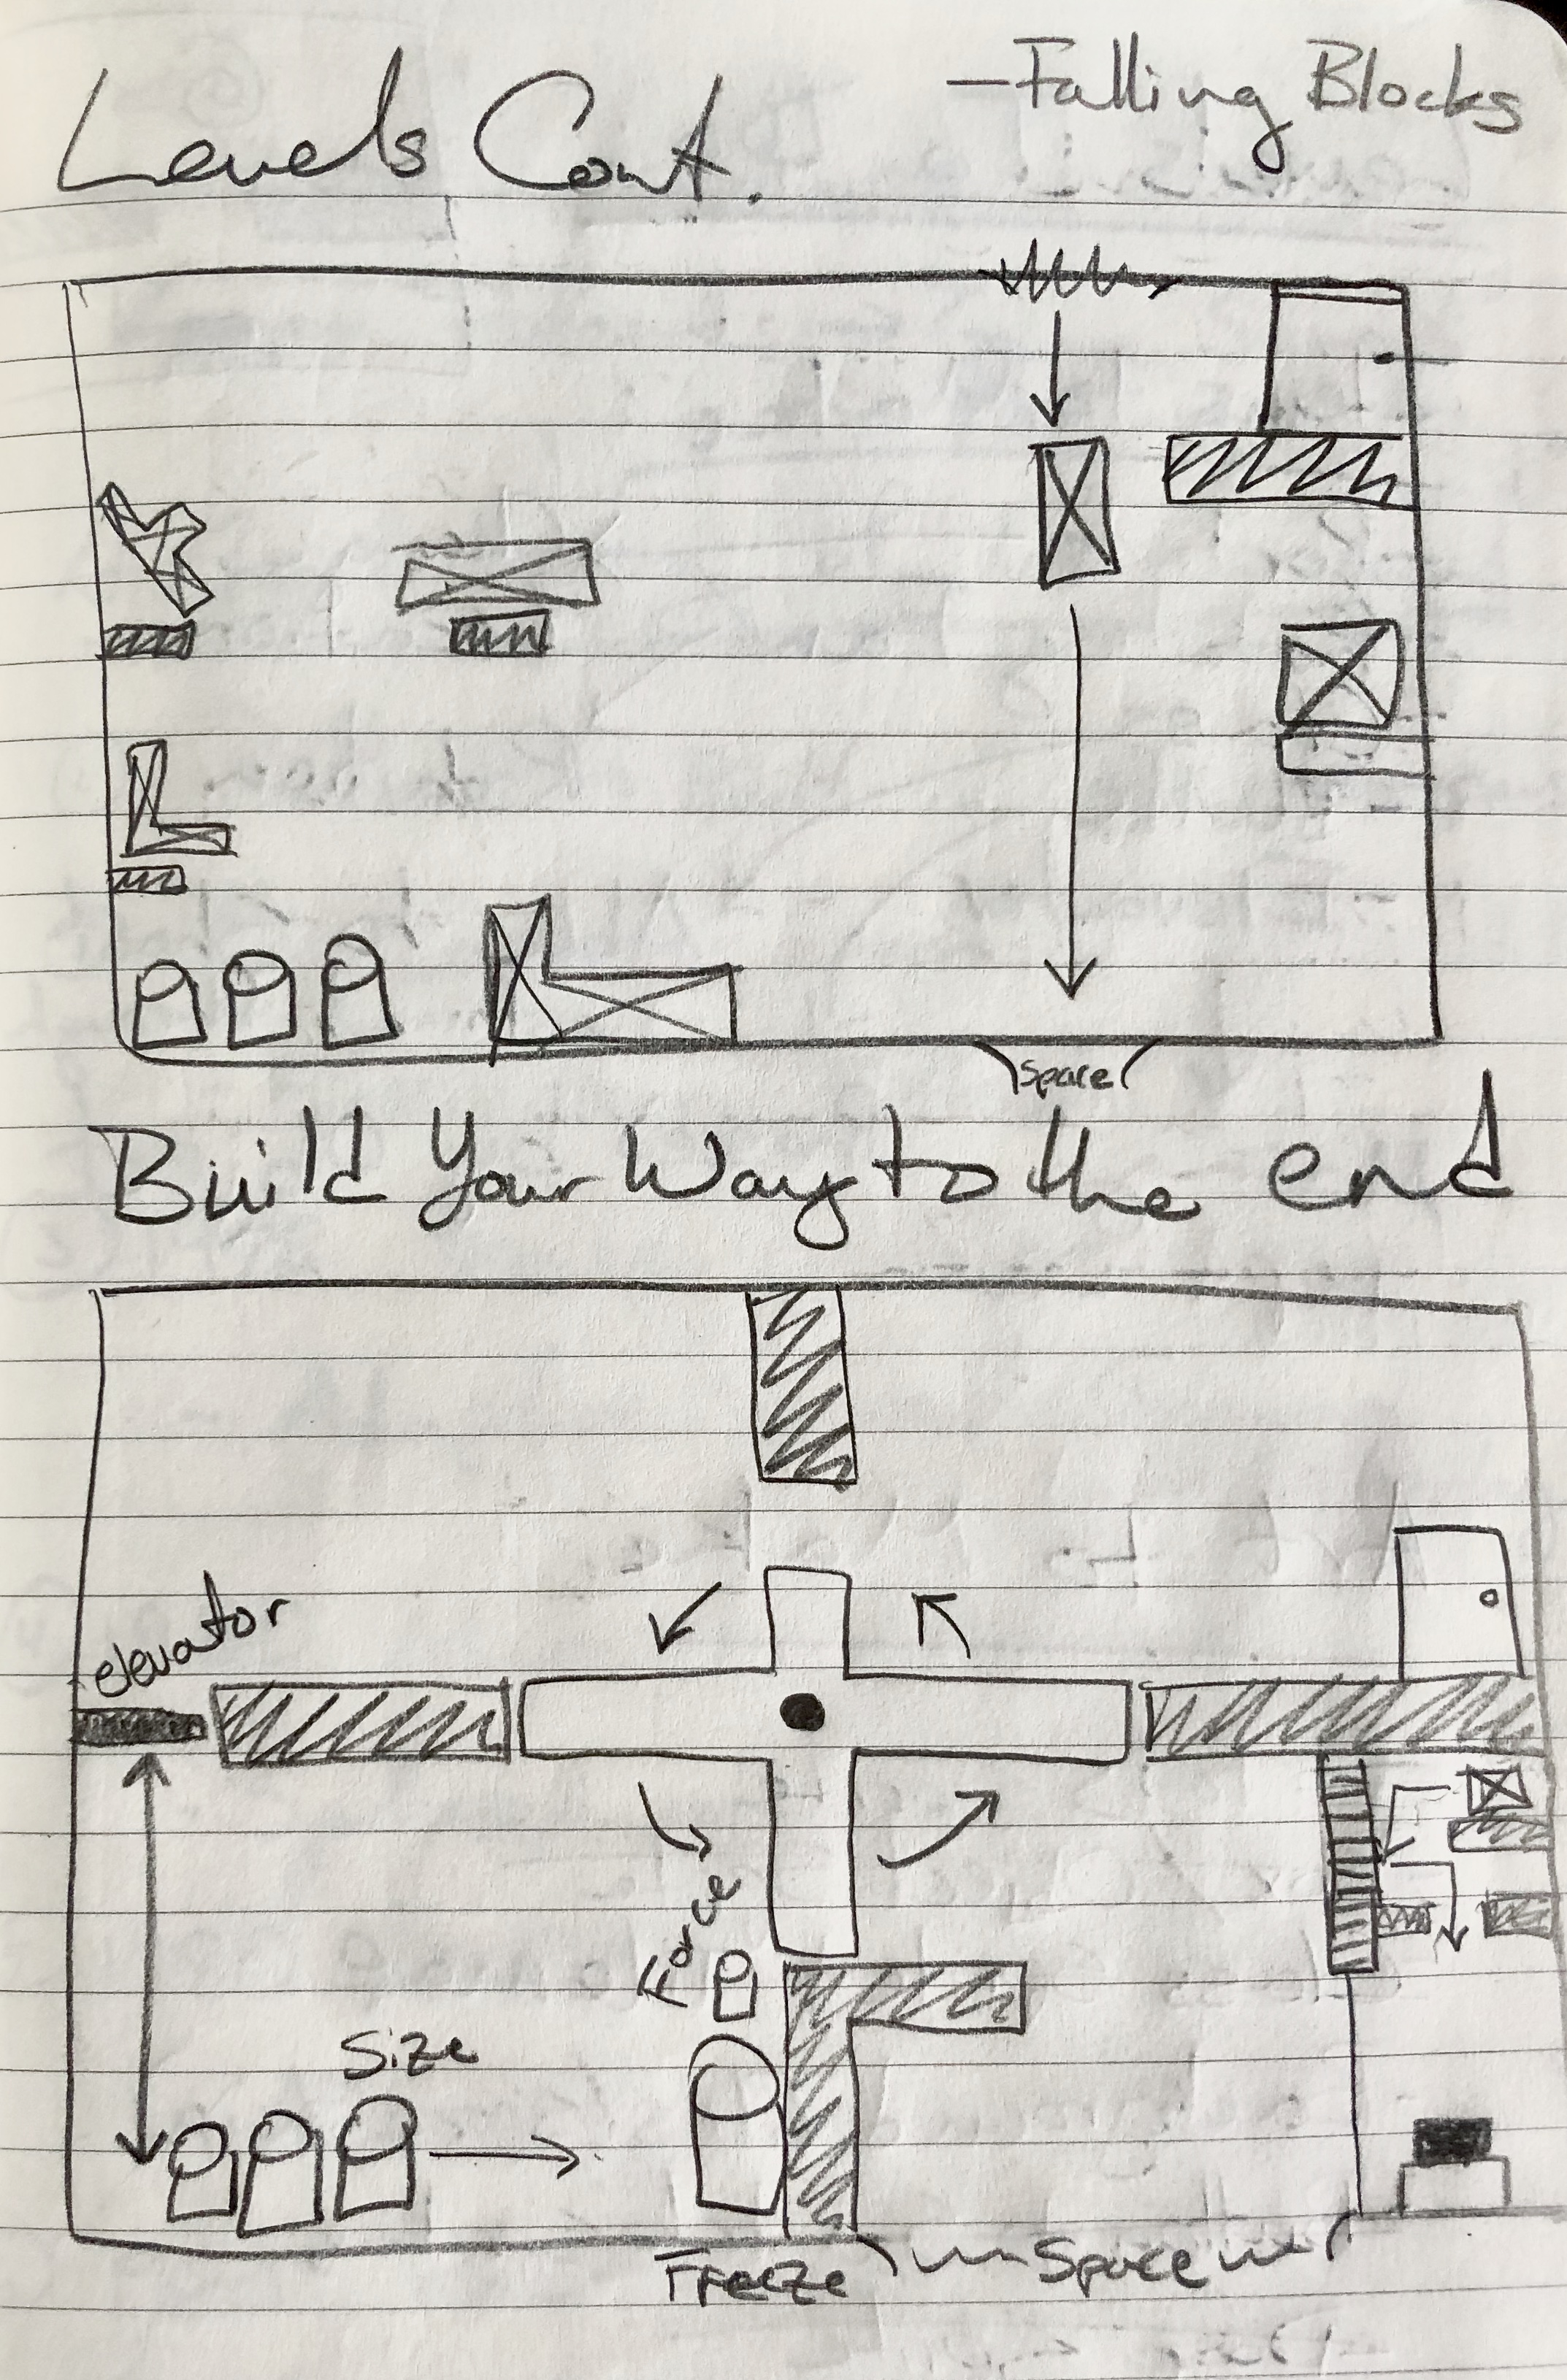 Levels Cont.
- Falling Blocks
Space
Build Your Way to the end
elevator
Force
Size
Freeze
Space